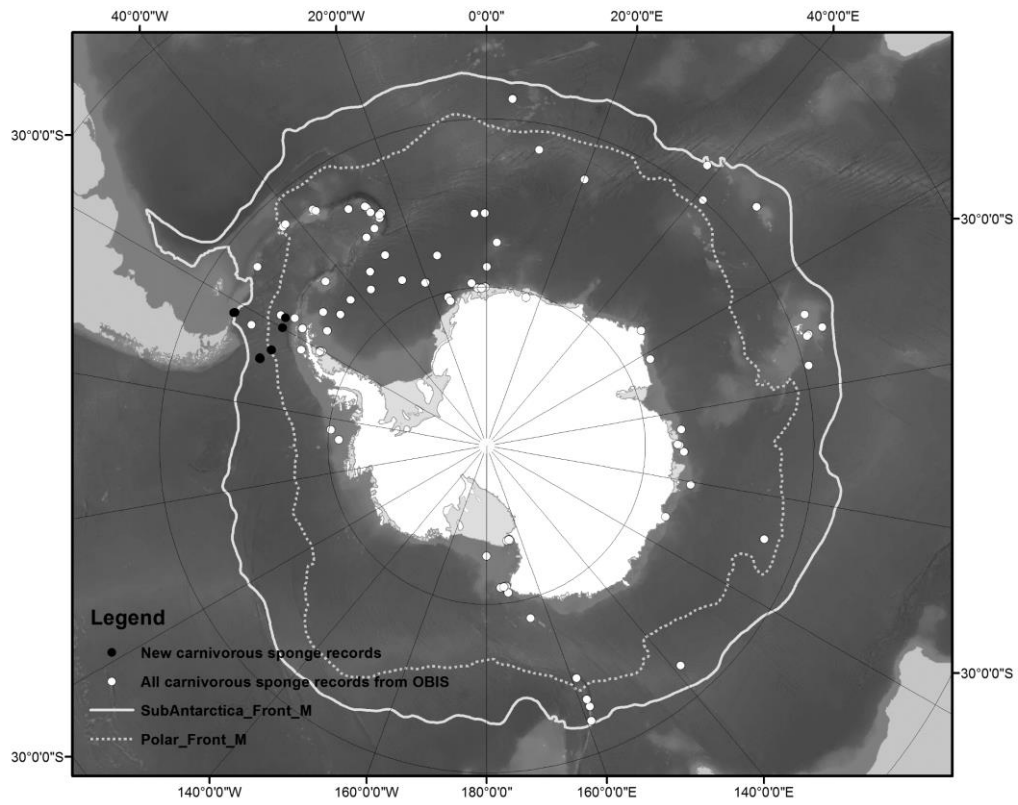 40°0'0"W 20°0'0"W 0°0'0" 20°0'0"E 40°0'0"E
30°0'0"S
30°0'0"S
Legend
New carnivorous sponge records
All carnivorous sponge records from OBIS
SubAntarctica_Front_M
Polar_Front_M
30°0'0"S
30°0'0"S
140°0'0"W 160°0'0"W 180°0'0" 160°0'0"E 140°0'0"E